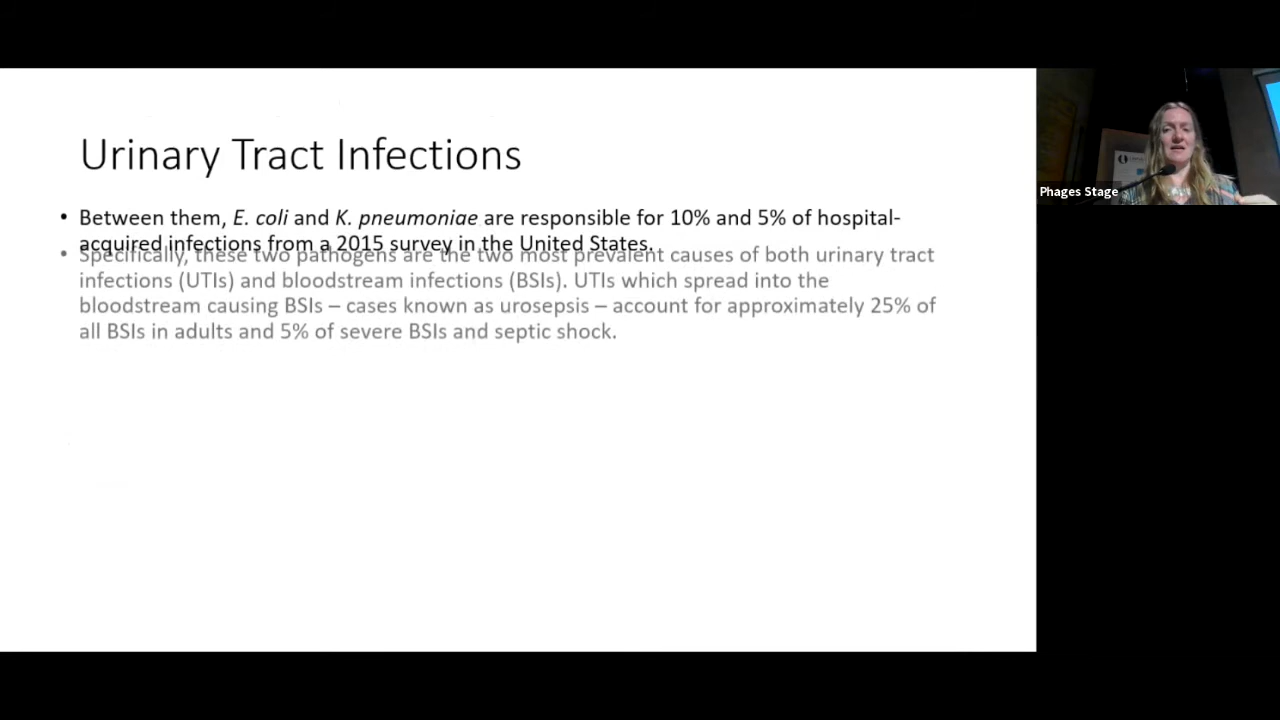 Urinary Tract Infections
• Between them, E. coli and K. pneumoniae are responsible for 10% and 5% of hospital-
acquired infections from a 2015 survey in the United States.
• Specifically, these two pathogens are the two most prevalent causes of both urinary tract
infections (UTIs) and bloodstream infections (BSIs). UTIs which spread into the
bloodstream causing BSIs – cases known as urosepsis – account for approximately 25% of
all BSIs in adults and 5% of severe BSIs and septic shock.
Phages Stage